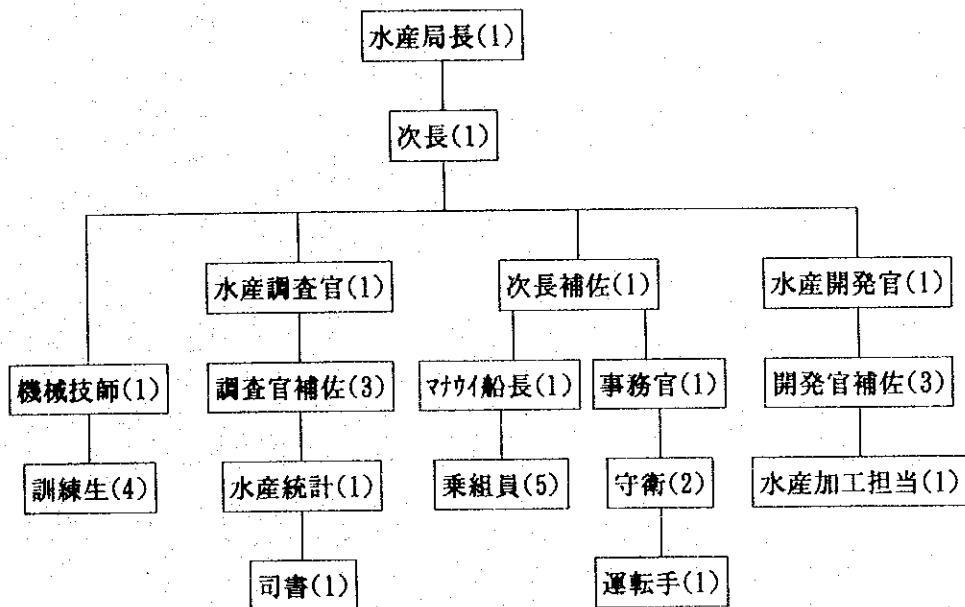 水産局長(1)
次長(1)
水産調査官(1)
次長補佐(1)
水産開発官(1)
機械技師(1)
調査官補佐(3)
マナウイ船長(1)
事務官(1)
開発官補佐(3)
訓練生(4)
水産統計(1)
乗組員(5)
守衛(2)
水産加工担当(1)
司書(1)
運転手(1)